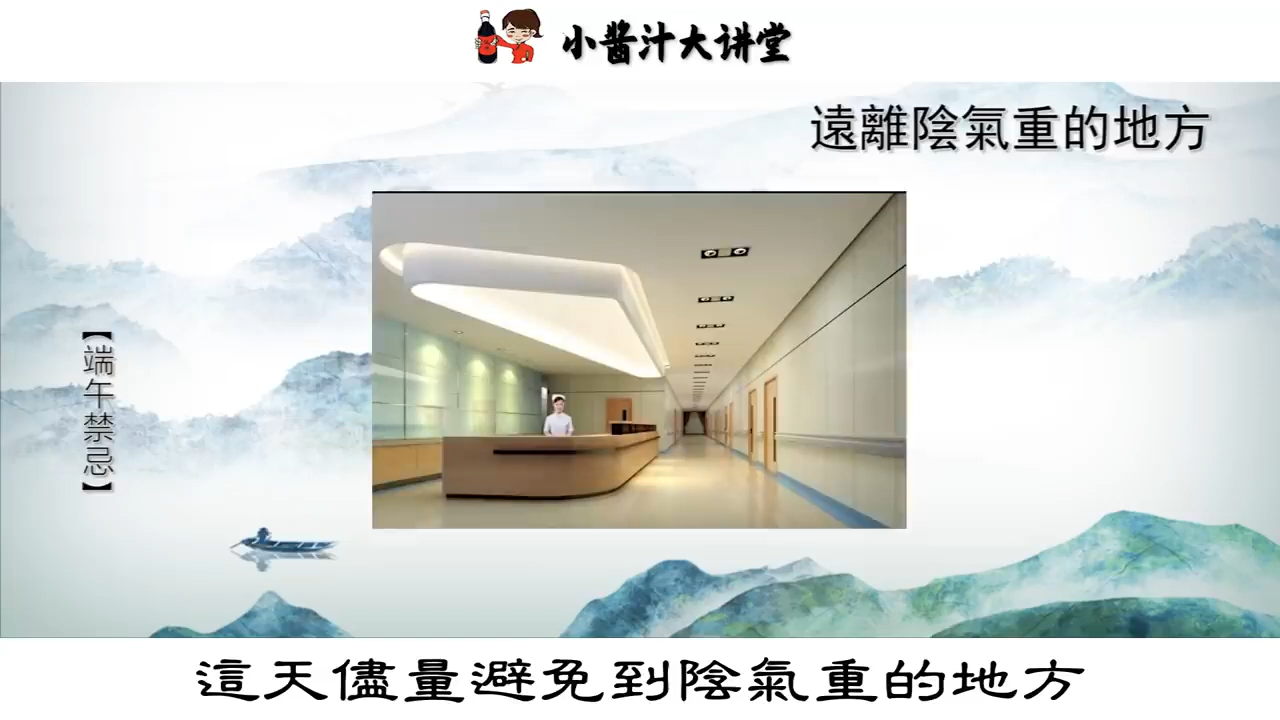 小酱汁大讲堂
遠離陰氣重的地方
【端午禁忌】
這天儘量避免到陰氣重的地方